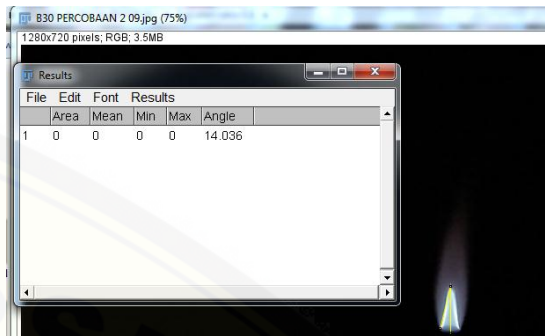 B30 PERCOBAAN 2 09.jpg (75%)
1280x720 pixels; RGB; 3.5MB
Results
File Edit Font Results
Area Mean Min Max Angle
1 0 0 0 0 14.036